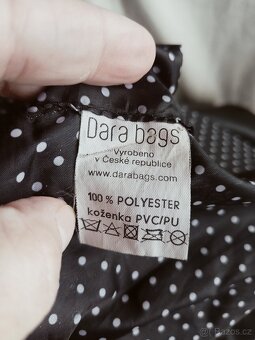 Dara bags
Vyrobeno
v České republice
www.darabags.com
100% POLYESTER
koženka PVC/PU
Bazos.cz